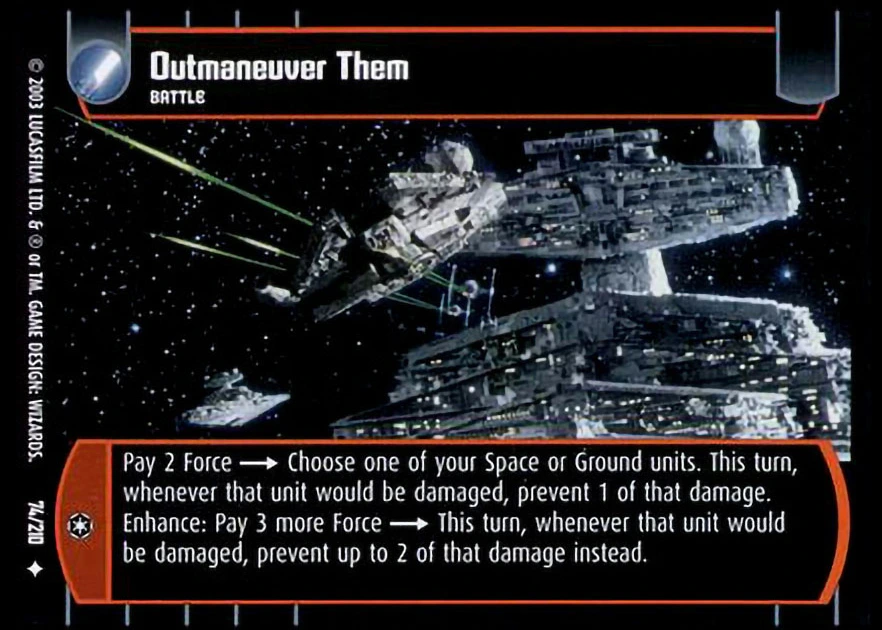 Outmaneuver Them
BATTLE
Pay 2 Force ⟶ Choose one of your Space or Ground units. This turn,
whenever that unit would be damaged, prevent 1 of that damage.
Enhance: Pay 3 more Force ⟶ This turn, whenever that unit would
be damaged, prevent up to 2 of that damage instead.
© 2003 LUCASFILM LTD. & ® or TM. GAME DESIGN: WIZARDS. 74/210